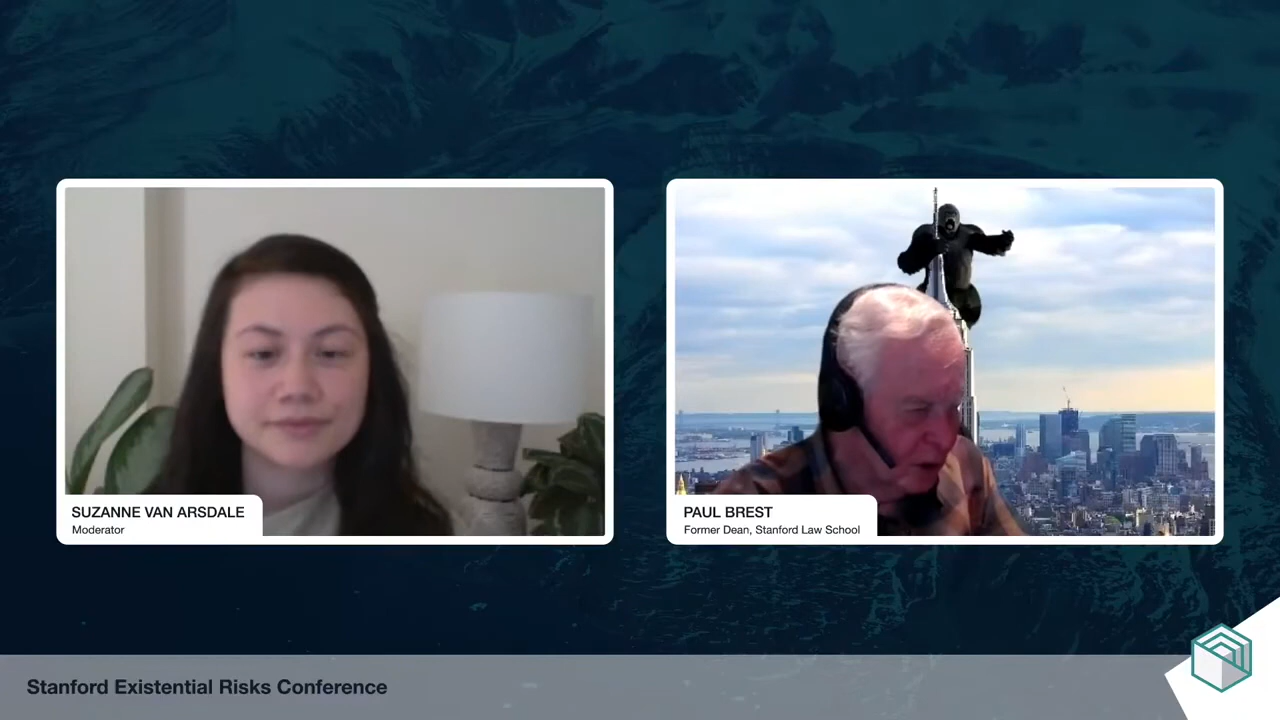 SUZANNE VAN ARSDALE
Moderator
PAUL BREST
Former Dean, Stanford Law School
Stanford Existential Risks Conference